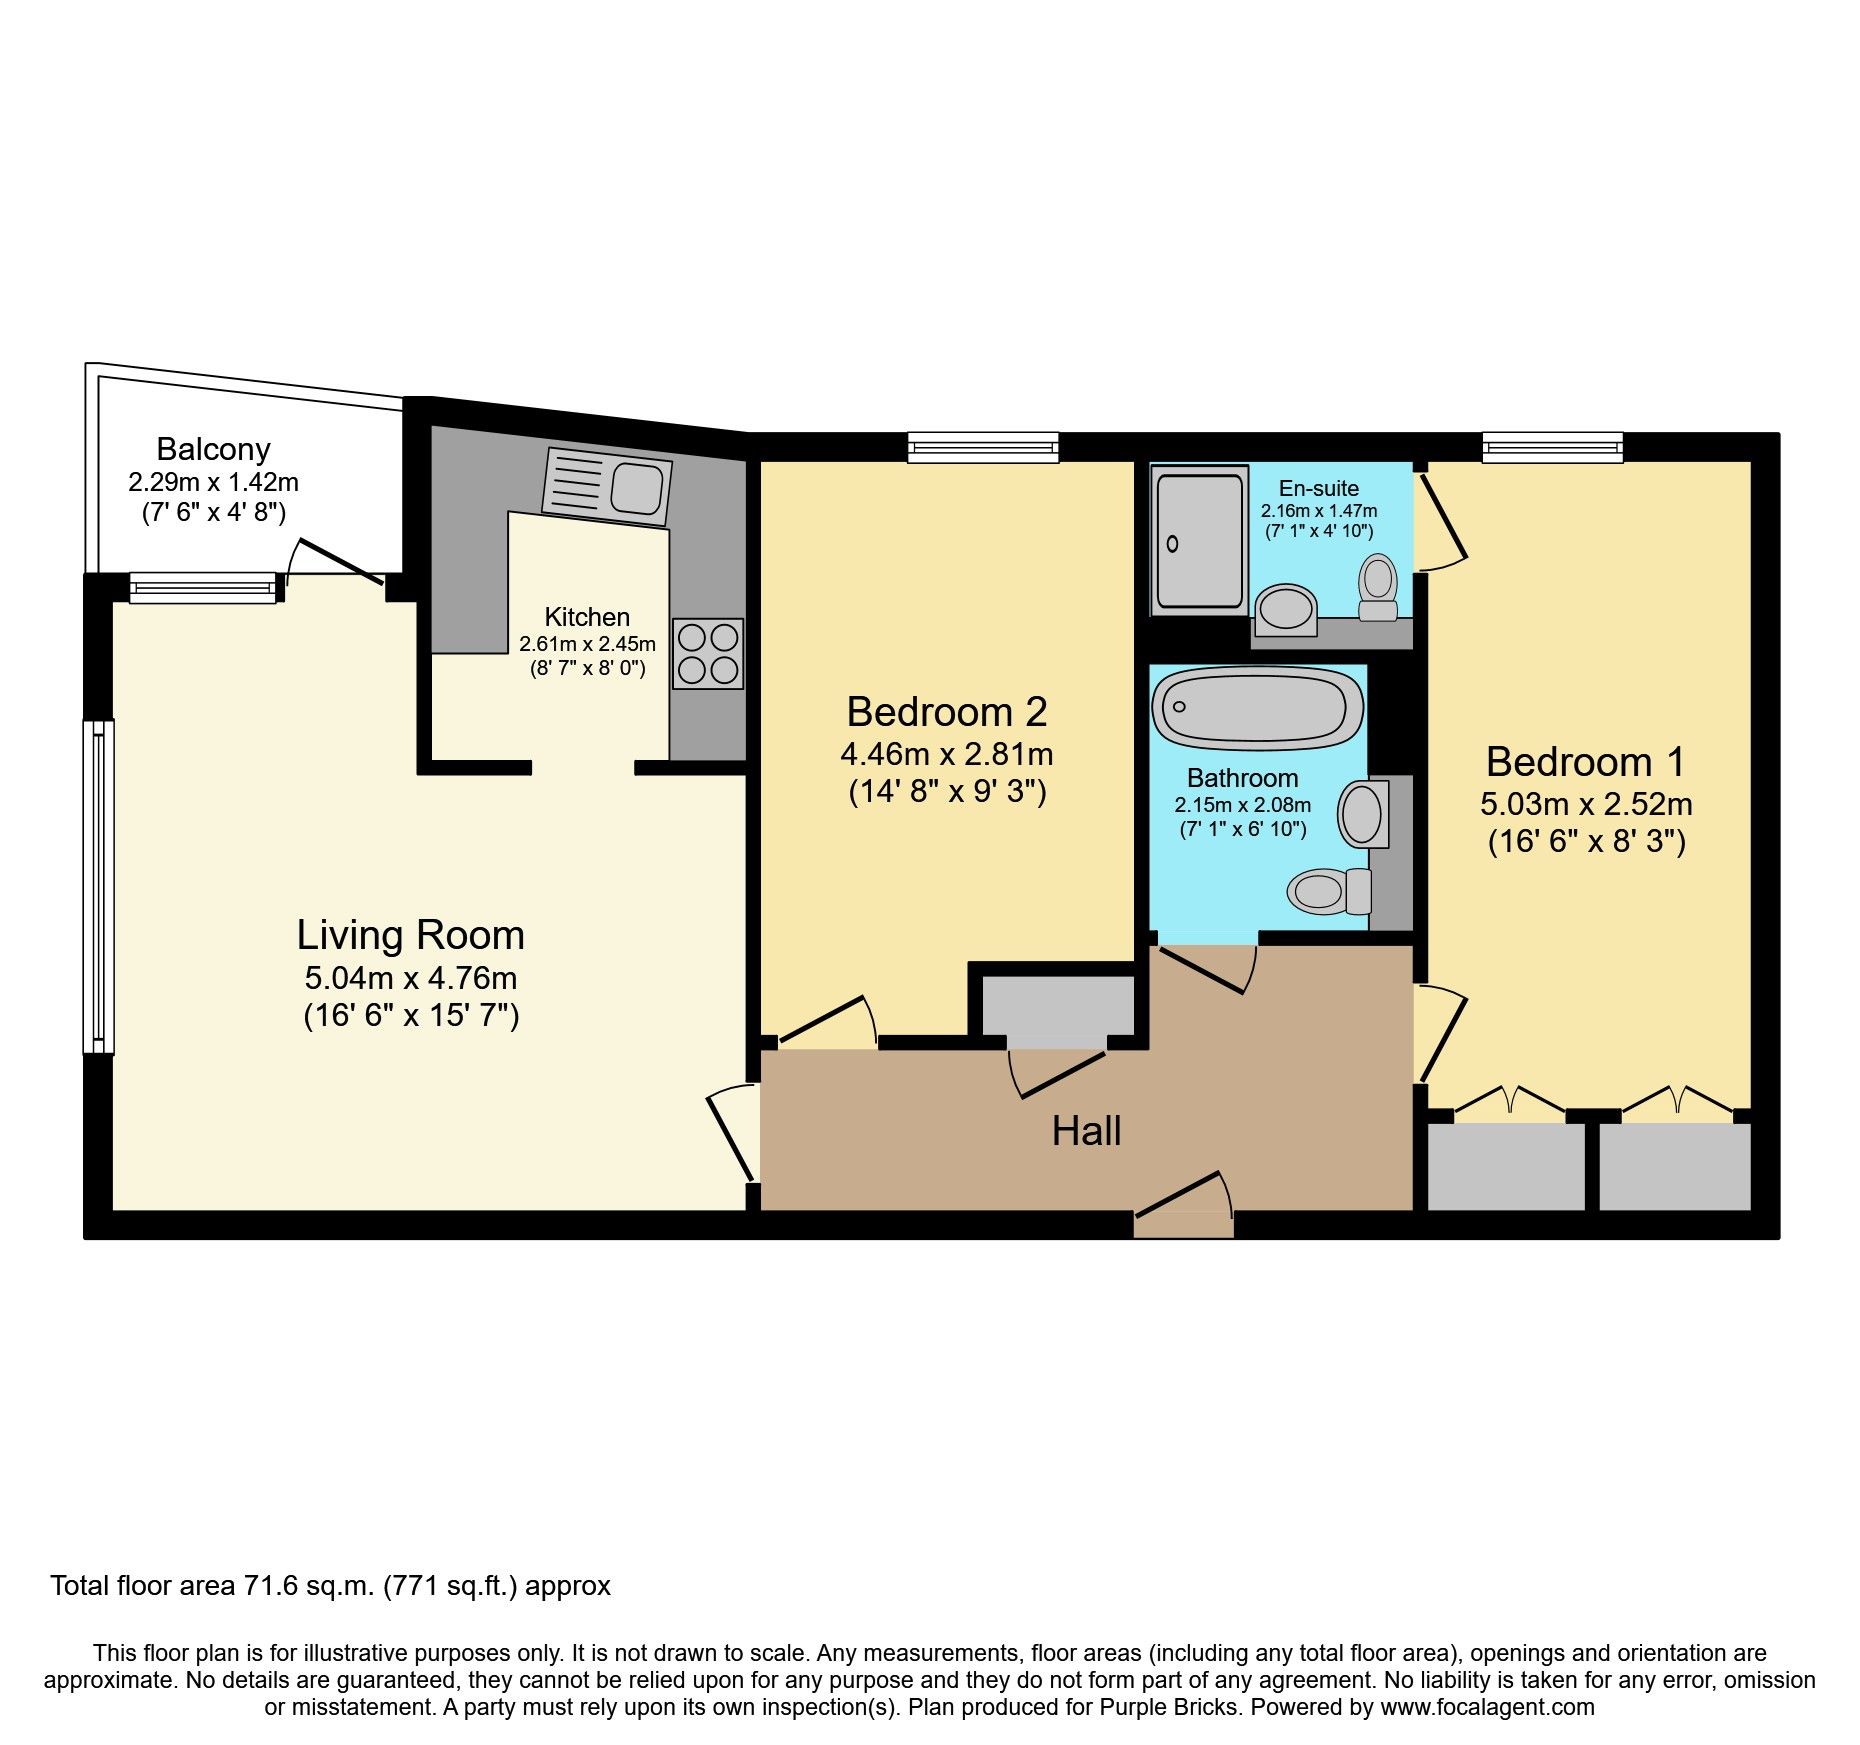 Balcony
2.29m x 1.42m
(7' 6" x 4' 8")
Kitchen
2.61m x 2.45m
(8' 7" x 8' 0")
En-suite
2.16m x 1.47m
(7' 1" x 4' 10")
Bedroom 2
4.46m x 2.81m
(14' 8" x 9' 3")
Bathroom
2.15m x 2.08m
(7' 1" x 6' 10")
Bedroom 1
5.03m x 2.52m
(16' 6" x 8' 3")
Living Room
5.04m x 4.76m
(16' 6" x 15' 7")
Hall
Total floor area 71.6 sq.m. (771 sq.ft.) approx
This floor plan is for illustrative purposes only. It is not drawn to scale. Any measurements, floor areas (including any total floor area), openings and orientation are
approximate. No details are guaranteed, they cannot be relied upon for any purpose and they do not form part of any agreement. No liability is taken for any error, omission
or misstatement. A party must rely upon its own inspection(s). Plan produced for Purple Bricks. Powered by www.focalagent.com